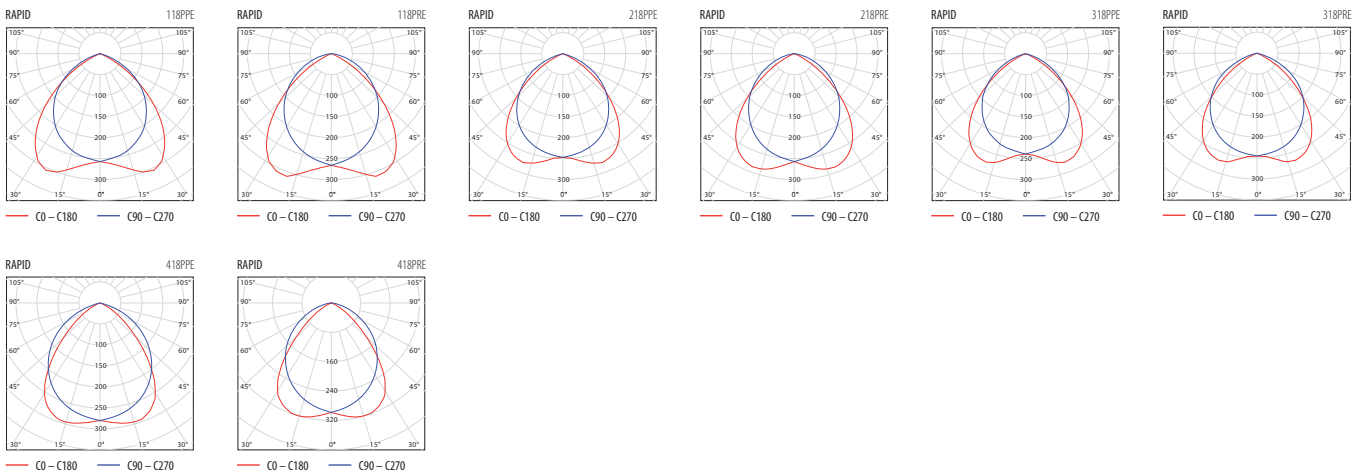 RAPID 118PPE
105° 105°
90° 90°
75° 75°
100
60° 60°
150
45° 200 45°
300
30° 15° 0° 15° 30°
C0 – C180 C90 – C270
RAPID 118PRE
105° 105°
90° 90°
75° 75°
100
60° 60°
150
45° 200 45°
250
300
30° 15° 0° 15° 30°
C0 – C180 C90 – C270
RAPID 218PPE
105° 105°
90° 90°
75° 75°
100
60° 60°
150
45° 200 45°
300
30° 15° 0° 15° 30°
C0 – C180 C90 – C270
RAPID 218PRE
105° 105°
90° 90°
75° 75°
100
60° 60°
150
45° 200 45°
300
30° 15° 0° 15° 30°
C0 – C180 C90 – C270
RAPID 318PPE
105° 105°
90° 90°
75° 75°
100
60° 60°
150
45° 200 45°
250
300
30° 15° 0° 15° 30°
C0 – C180 C90 – C270
RAPID 318PRE
105° 105°
90° 90°
75° 75°
100
60° 60°
150
45° 200 45°
300
30° 15° 0° 15° 30°
C0 – C180 C90 – C270
RAPID 418PPE
105° 105°
90° 90°
75° 75°
100
60° 60°
150
45° 200 45°
250
300
30° 15° 0° 15° 30°
C0 – C180 C90 – C270
RAPID 418PRE
105° 105°
90° 90°
75° 75°
60° 160 60°
45° 240 45°
320
30° 15° 0° 15° 30°
C0 – C180 C90 – C270